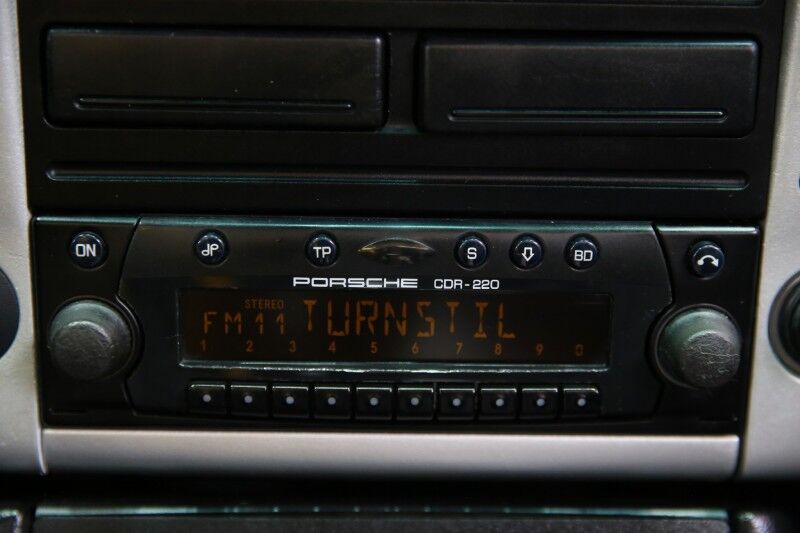 ON TP S BD
PORSCHE CDR-220
STEREO
FM11 TURNSTIL
1 2 3 4 5 6 7 8 9 0